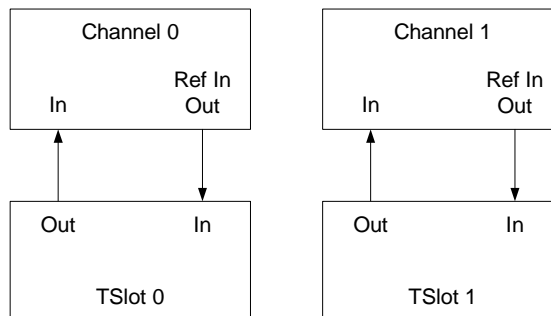 Channel 0
In
Ref In
Out
Out
In
TSlot 0
Channel 1
In
Ref In
Out
Out
In
TSlot 1